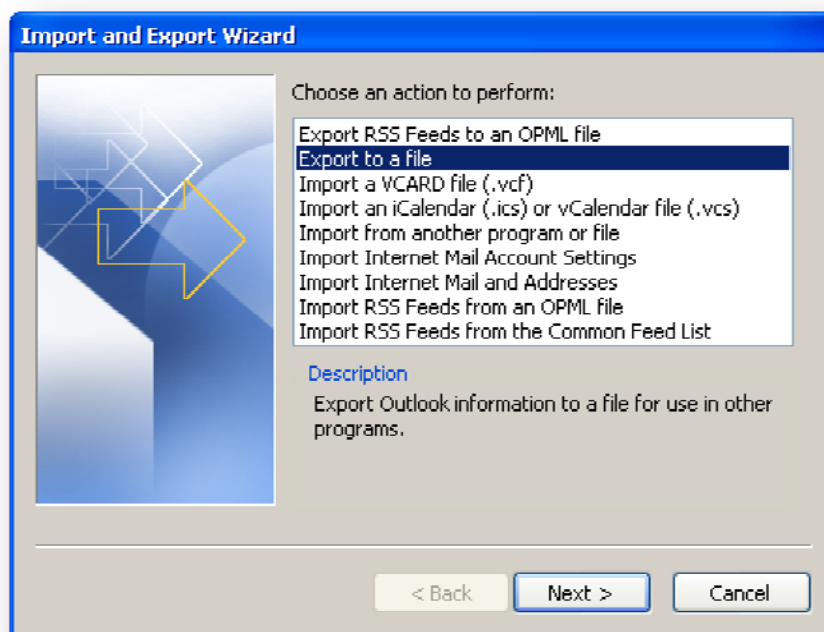 Import and Export Wizard
Choose an action to perform:
Export RSS Feeds to an OPML file
Export to a file
Import a VCARD file (.vcf)
Import an iCalendar (.ics) or vCalendar file (.vcs)
Import from another program or file
Import Internet Mail Account Settings
Import Internet Mail and Addresses
Import RSS Feeds from an OPML file
Import RSS Feeds from the Common Feed List
Description
Export Outlook information to a file for use in other
programs.
< Back Next > Cancel